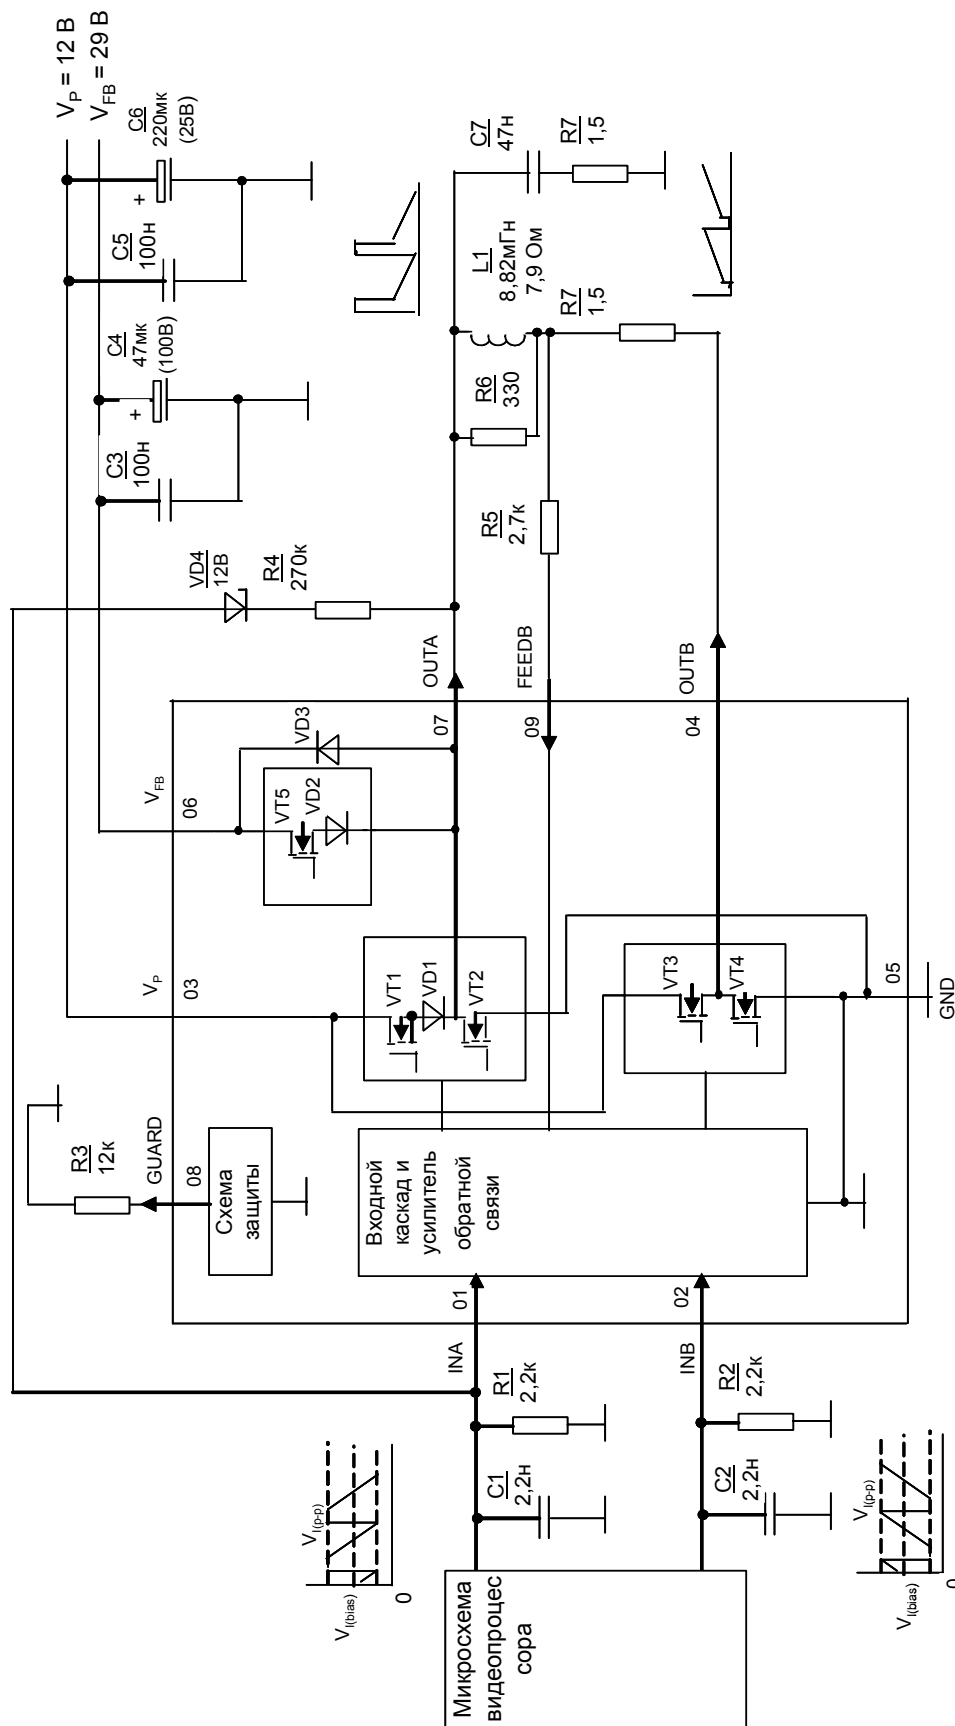 V_P = 12 В
V_FB = 29 В
C6
220мк
(25В)
+
C5
100н
C4
47мк
(100В)
+
C3
100н
C7
47н
R7
1,5
L1
8,82мГн
7,9 Ом
R7
1,5
R6
330
R5
2,7к
VD4
12В
R4
270к
OUTA
FEEDB
OUTB
07
09
04
V_FB
06
VT5
VD2
VD3
V_P
03
VT1
VD1
VT2
VT3
VT4
05
GND
R3
12к
GUARD
08
Схема
защиты
Входной
каскад и
усилитель
обратной
связи
01
02
INA
INB
R1
2,2к
R2
2,2к
C1
2,2н
C2
2,2н
V_I(p-p)
V_I(bias)
0
V_I(p-p)
V_I(bias)
0
Микросхема
видеопроцес
сора